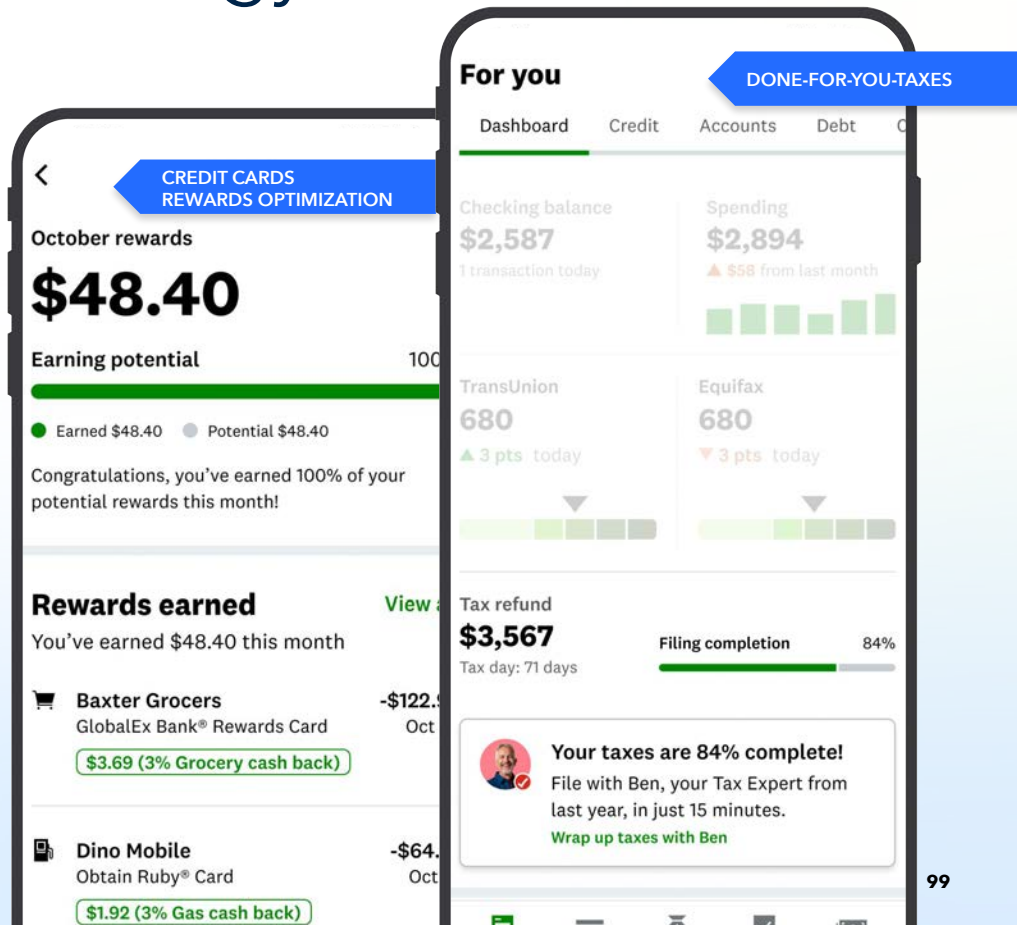 CREDIT CARDS
REWARDS OPTIMIZATION
October rewards
$48.40
Earning potential 100
Earned $48.40 Potential $48.40
Congratulations, you've earned 100% of your
potential rewards this month!
Rewards earned View
You've earned $48.40 this month
Baxter Grocers -$122.
GlobalEx Bank® Rewards Card Oct
$3.69 (3% Grocery cash back)
Dino Mobile -$64.
Obtain Ruby® Card Oct
$1.92 (3% Gas cash back)
For you
DONE-FOR-YOU-TAXES
Dashboard Credit Accounts Debt
Checking balance
$2,587
1 transaction today
Spending
$2,894
▲ $58 from last month
TransUnion
680
▲ 3 pts today
Equifax
680
▼ 3 pts today
Tax refund
$3,567
Tax day: 71 days
Filing completion 84%
Your taxes are 84% complete!
File with Ben, your Tax Expert from
last year, in just 15 minutes.
Wrap up taxes with Ben
99